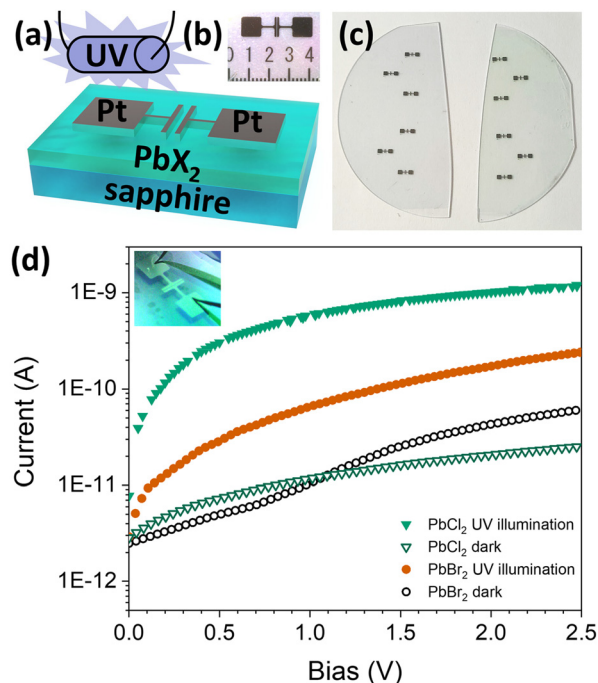 (a)
UV
Pt
Pt
PbX₂
sapphire
(b)
0 1 2 3 4
(c)
(d)
Current (A)
1E-9
1E-10
1E-11
1E-12
0.0 0.5 1.0 1.5 2.0 2.5
Bias (V)
PbCl₂ UV illumination
PbCl₂ dark
PbBr₂ UV illumination
PbBr₂ dark